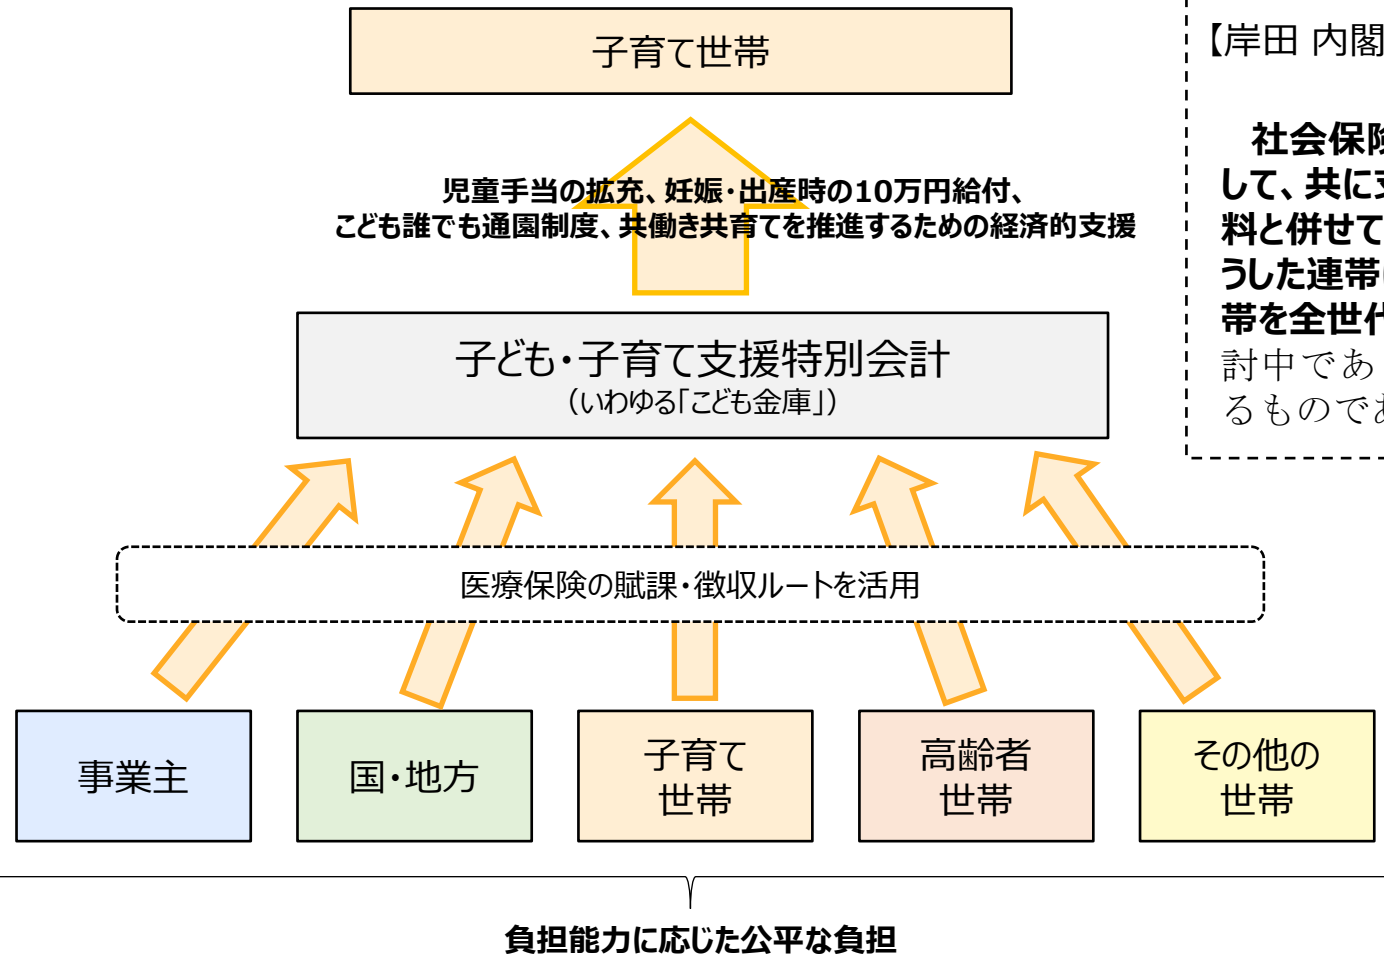 子育て世帯
児童手当の拡充、妊娠・出産時の10万円給付、
こども誰でも通園制度、共働き共育てを推進するための経済的支援
子ども・子育て支援特別会計
(いわゆる「こども金庫」)
医療保険の賦課・徴収ルートを活用
事業主
国・地方
子育て
世帯
高齢者
世帯
その他の
世帯
負担能力に応じた公平な負担
【岸田 内閣
社会保険
して、共に支
料と併せて
うした連帯
帯を全世代
討中であ
るものであ